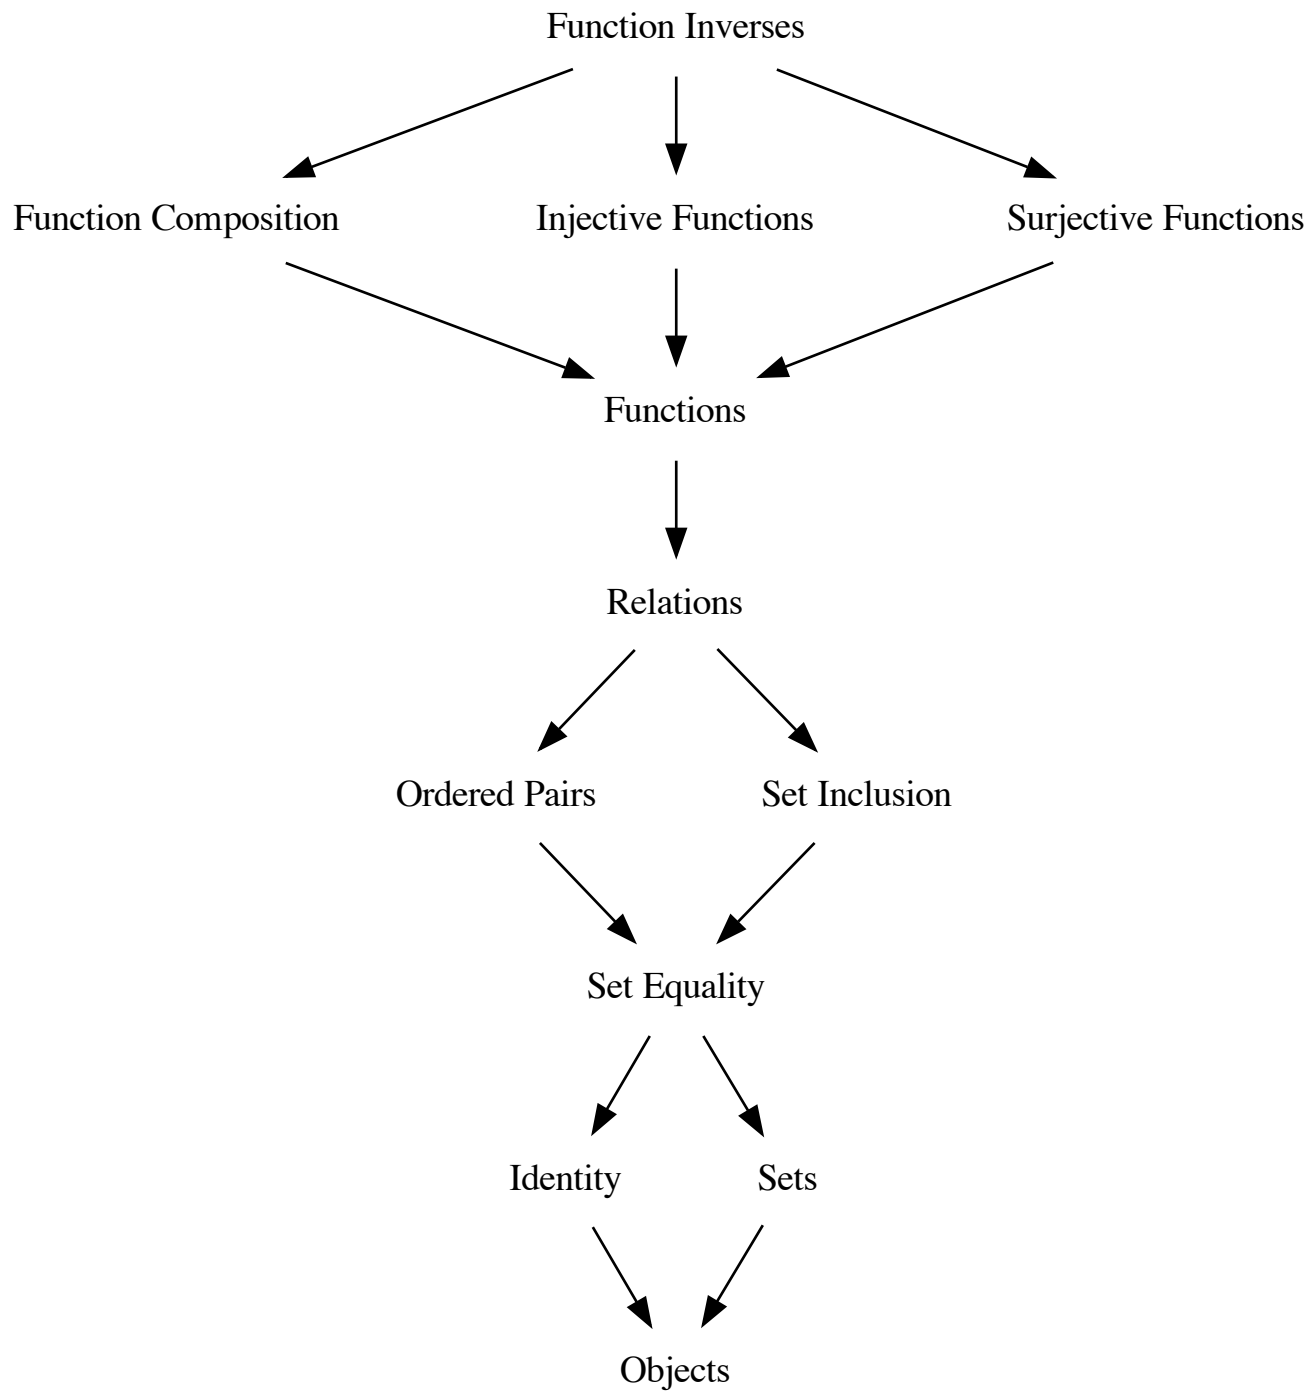 Function Inverses
Function Composition
Injective Functions
Surjective Functions
Functions
Relations
Ordered Pairs
Set Inclusion
Set Equality
Identity
Sets
Objects